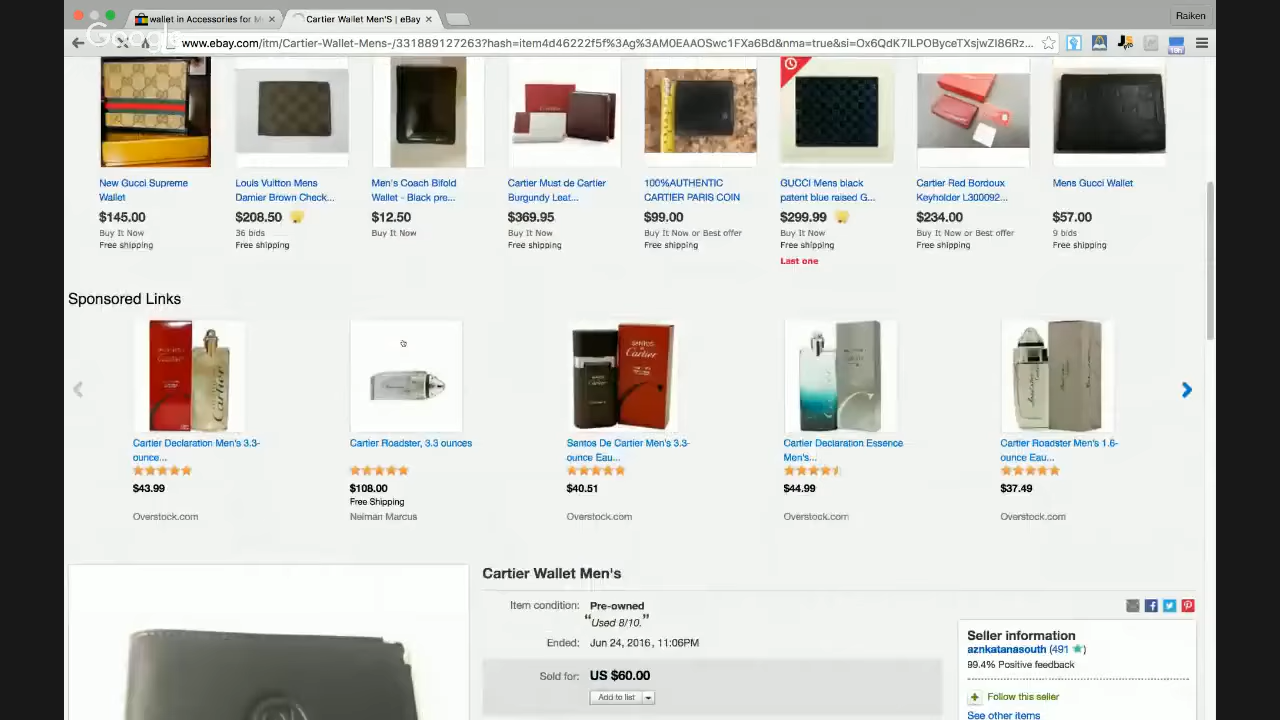 wallet in Accessories for M
Cartier Wallet Men'S | eBay
Raiken
Google
www.ebay.com/itm/Cartier-Wallet-Mens-/331889127263?hash=item4d46222f5f%3Ag%3AM0EAAOSwc1FXa6Bd&nma=true&si=Ox6QdK7ILPOByceTXsjwZI86Rz...
New Gucci Supreme
Wallet
$145.00
Buy It Now
Free shipping
Louis Vuitton Mens
Damier Brown Check...
$208.50
36 bids
Free shipping
Men's Coach Bifold
Wallet - Black pre...
$12.50
Buy It Now
Cartier Must de Cartier
Burgundy Leat...
$369.95
Buy It Now
Free shipping
100%AUTHENTIC
CARTIER PARIS COIN
$99.00
Buy It Now or Best offer
Free shipping
GUCCI Mens black
patent blue raised G...
$299.99
Buy It Now
Free shipping
Last one
Cartier Red Bordoux
Keyholder L300092...
$234.00
Buy It Now or Best offer
Free shipping
Mens Gucci Wallet
$57.00
9 bids
Free shipping
Sponsored Links
Cartier Declaration Men's 3.3-
ounce...
$43.99
Overstock.com
Cartier Roadster, 3.3 ounces
$108.00
Free Shipping
Neiman Marcus
Santos De Cartier Men's 3.3-
ounce Eau...
$40.51
Overstock.com
Cartier Declaration Essence
Men's...
$44.99
Overstock.com
Cartier Roadster Men's 1.6-
ounce Eau...
$37.49
Overstock.com
Cartier Wallet Men's
Item condition: Pre-owned
“Used 8/10.”
Ended: Jun 24, 2016 , 11:06PM
Sold for: US $60.00
Add to list
Seller information
aznkatanasouth (491 )
99.4% Positive feedback
Follow this seller
See other items